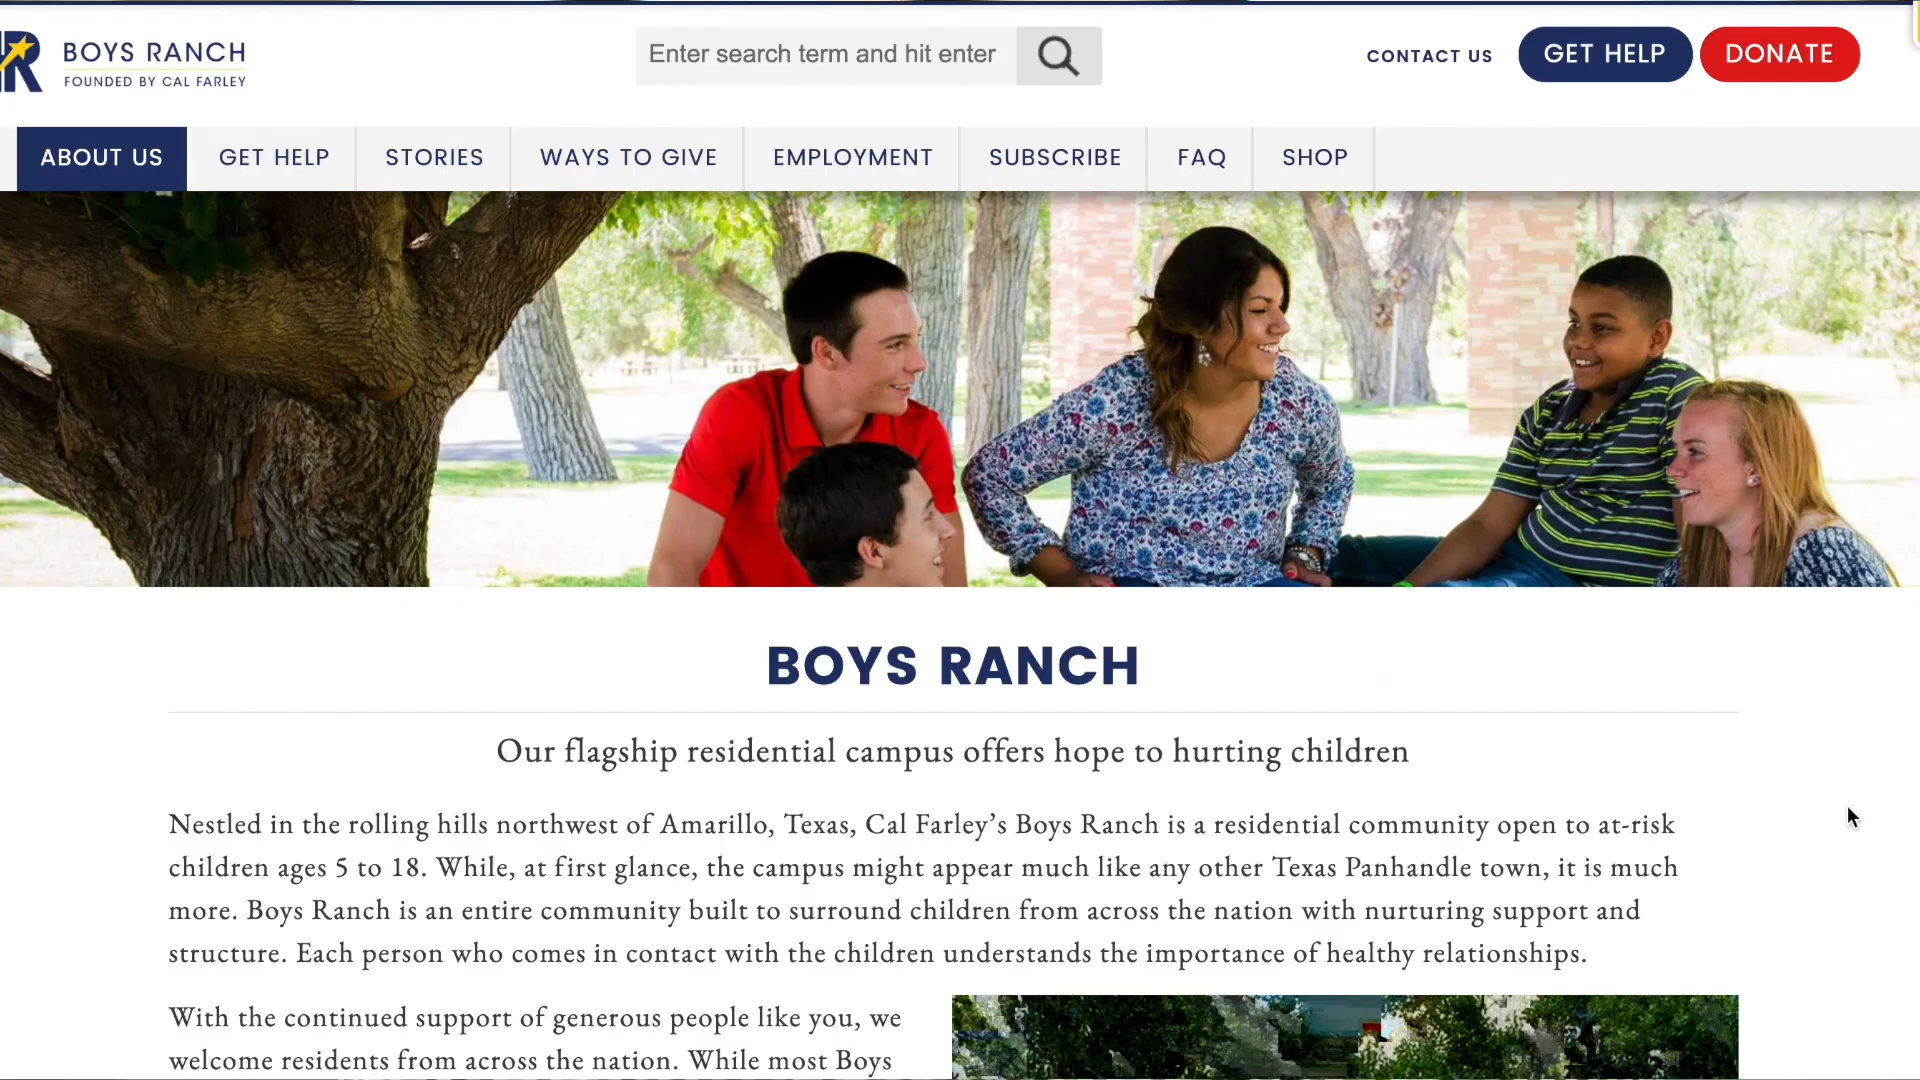 BOYS RANCH
FOUNDED BY CAL FARLEY
Enter search term and hit enter
CONTACT US
GET HELP
DONATE
ABOUT US
GET HELP
STORIES
WAYS TO GIVE
EMPLOYMENT
SUBSCRIBE
FAQ
SHOP
BOYS RANCH
Our flagship residential campus offers hope to hurting children
Nestled in the rolling hills northwest of Amarillo, Texas, Cal Farley’s Boys Ranch is a residential community open to at-risk
children ages 5 to 18. While, at first glance, the campus might appear much like any other Texas Panhandle town, it is much
more. Boys Ranch is an entire community built to surround children from across the nation with nurturing support and
structure. Each person who comes in contact with the children understands the importance of healthy relationships.
With the continued support of generous people like you, we
welcome residents from across the nation. While most Boys